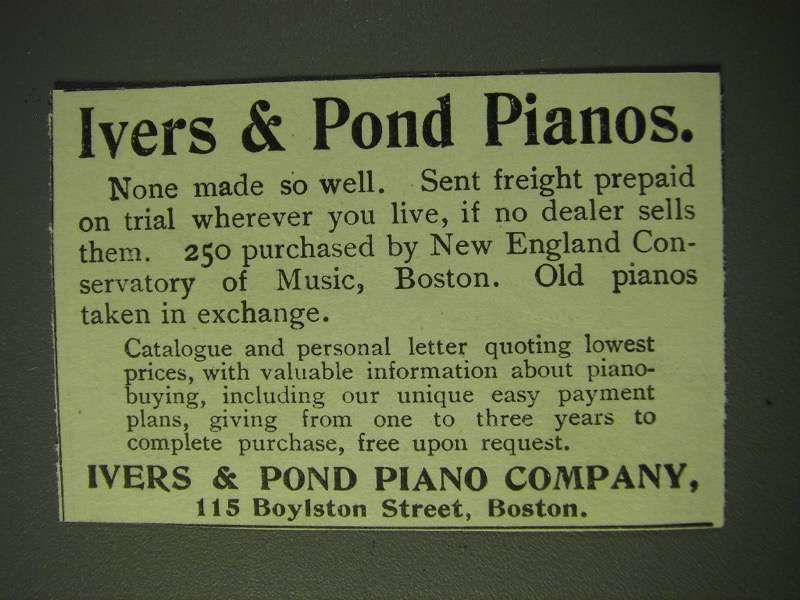 Ivers & Pond Pianos.
None made so well. Sent freight prepaid
on trial wherever you live, if no dealer sells
them. 250 purchased by New England Con-
servatory of Music, Boston. Old pianos
taken in exchange.
Catalogue and personal letter quoting lowest
prices, with valuable information about piano-
buying, including our unique easy payment
plans, giving from one to three years to
complete purchase, free upon request.
IVERS & POND PIANO COMPANY,
115 Boylston Street, Boston.